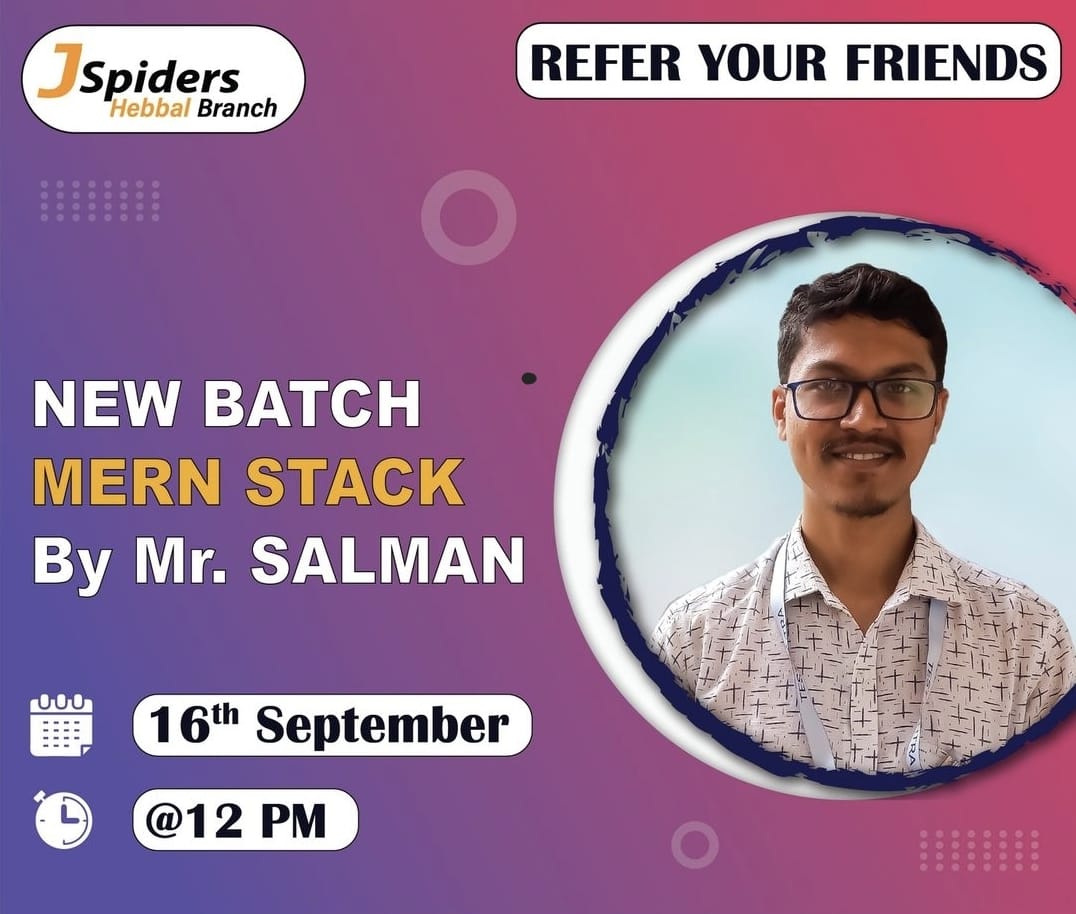 JSpiders
Hebbal Branch
REFER YOUR FRIENDS
NEW BATCH
MERN STACK
By Mr. SALMAN
16th September
@12 PM